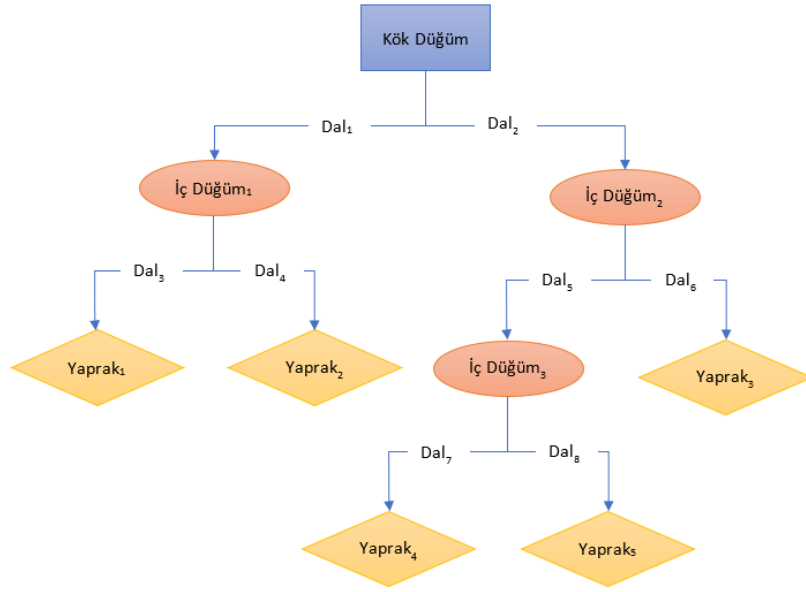 Kök Düğüm
Dal₁
Dal₂
İç Düğüm₁
İç Düğüm₂
Dal₃
Dal₄
Dal₅
Dal₆
Yaprak₁
Yaprak₂
İç Düğüm₃
Yaprak₃
Dal₇
Dal₈
Yaprak₄
Yaprak₅